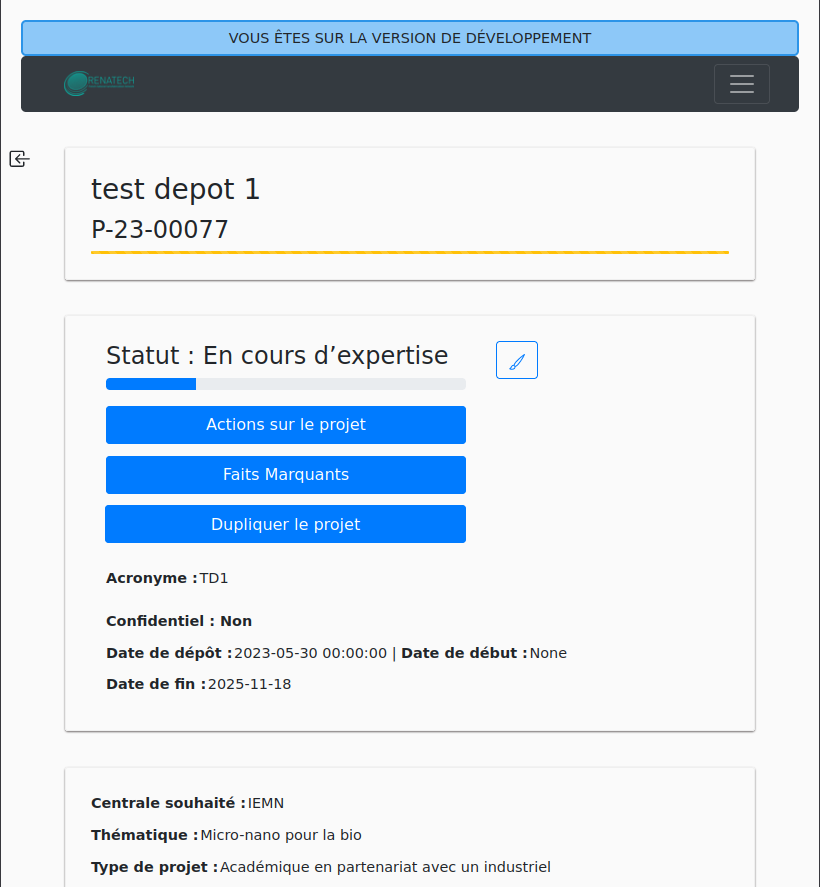 VOUS ÊTES SUR LA VERSION DE DÉVELOPPEMENT
RENATECH
test depot 1
P-23-00077
Statut : En cours d’expertise
Actions sur le projet
Faits Marquants
Dupliquer le projet
Acronyme : TD1
Confidentiel : Non
Date de dépôt : 2023-05-30 00:00:00 | Date de début : None
Date de fin : 2025-11-18
Centrale souhaité : IEMN
Thématique : Micro-nano pour la bio
Type de projet : Académique en partenariat avec un industriel